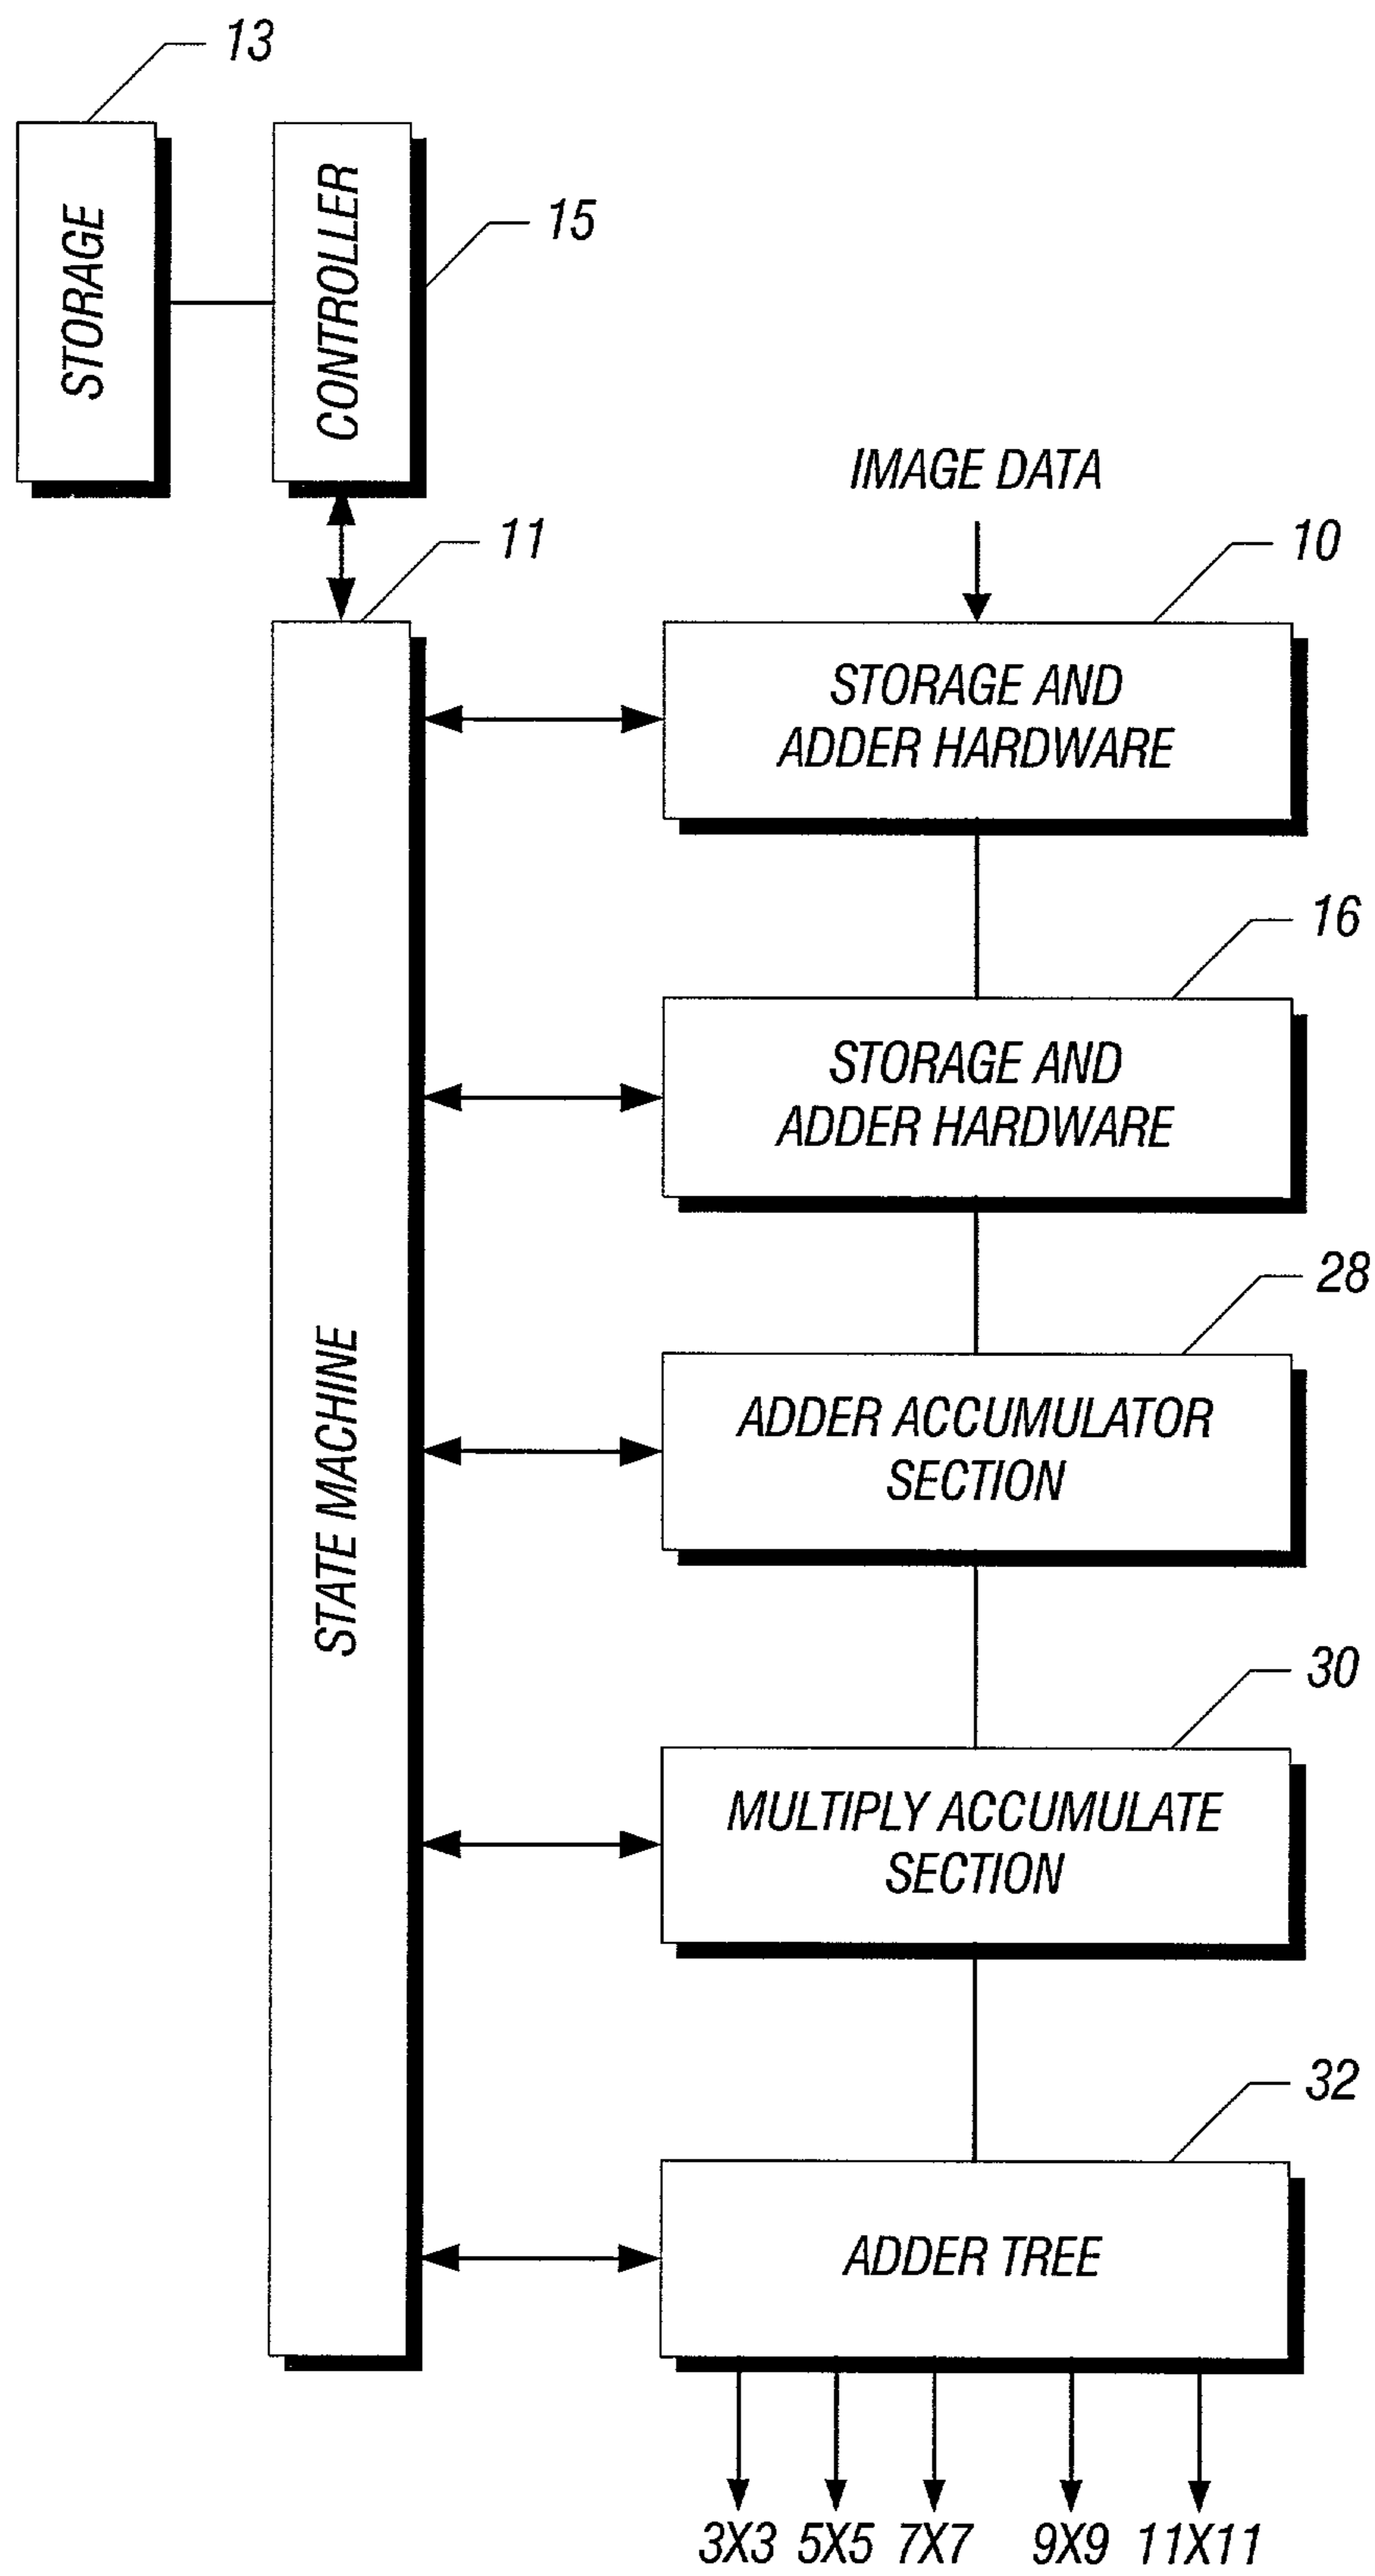 13
STORAGE
CONTROLLER
15
IMAGE DATA
11
10
STORAGE AND
ADDER HARDWARE
16
STORAGE AND
ADDER HARDWARE
28
ADDER ACCUMULATOR
SECTION
STATE MACHINE
30
MULTIPLY ACCUMULATE
SECTION
32
ADDER TREE
3X3 5X5 7X7 9X9 11X11